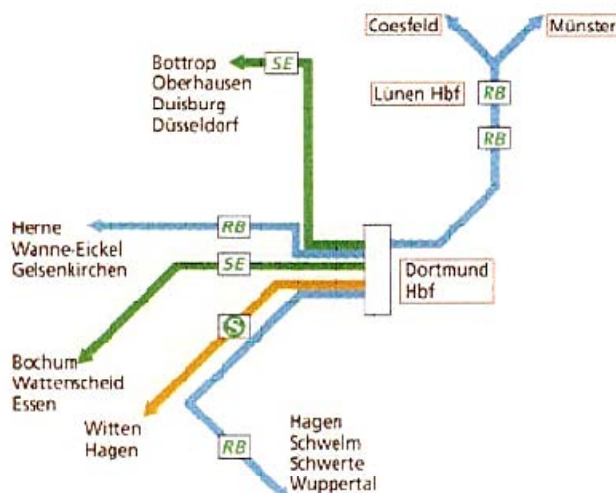 Coesfeld
Münster
Bottrop
Oberhausen
Duisburg
Düsseldorf
SE
Lünen Hbf
RB
RB
Herne
Wanne-Eickel
Gelsenkirchen
RB
SE
Dortmund
Hbf
S
Bochum
Wattenscheid
Essen
Witten
Hagen
RB
Hagen
Schwelm
Schwerte
Wuppertal